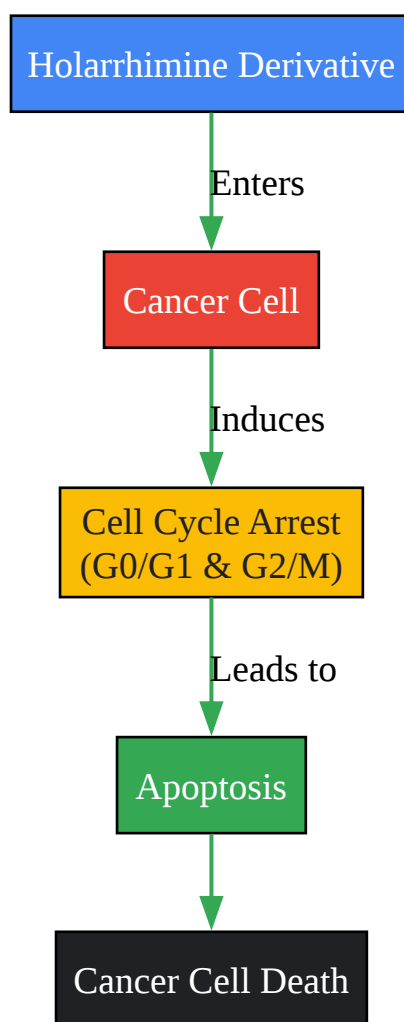 Holarrhimine Derivative
Enters
Cancer Cell
Induces
Cell Cycle Arrest
(G0/G1 & G2/M)
Leads to
Apoptosis
Cancer Cell Death